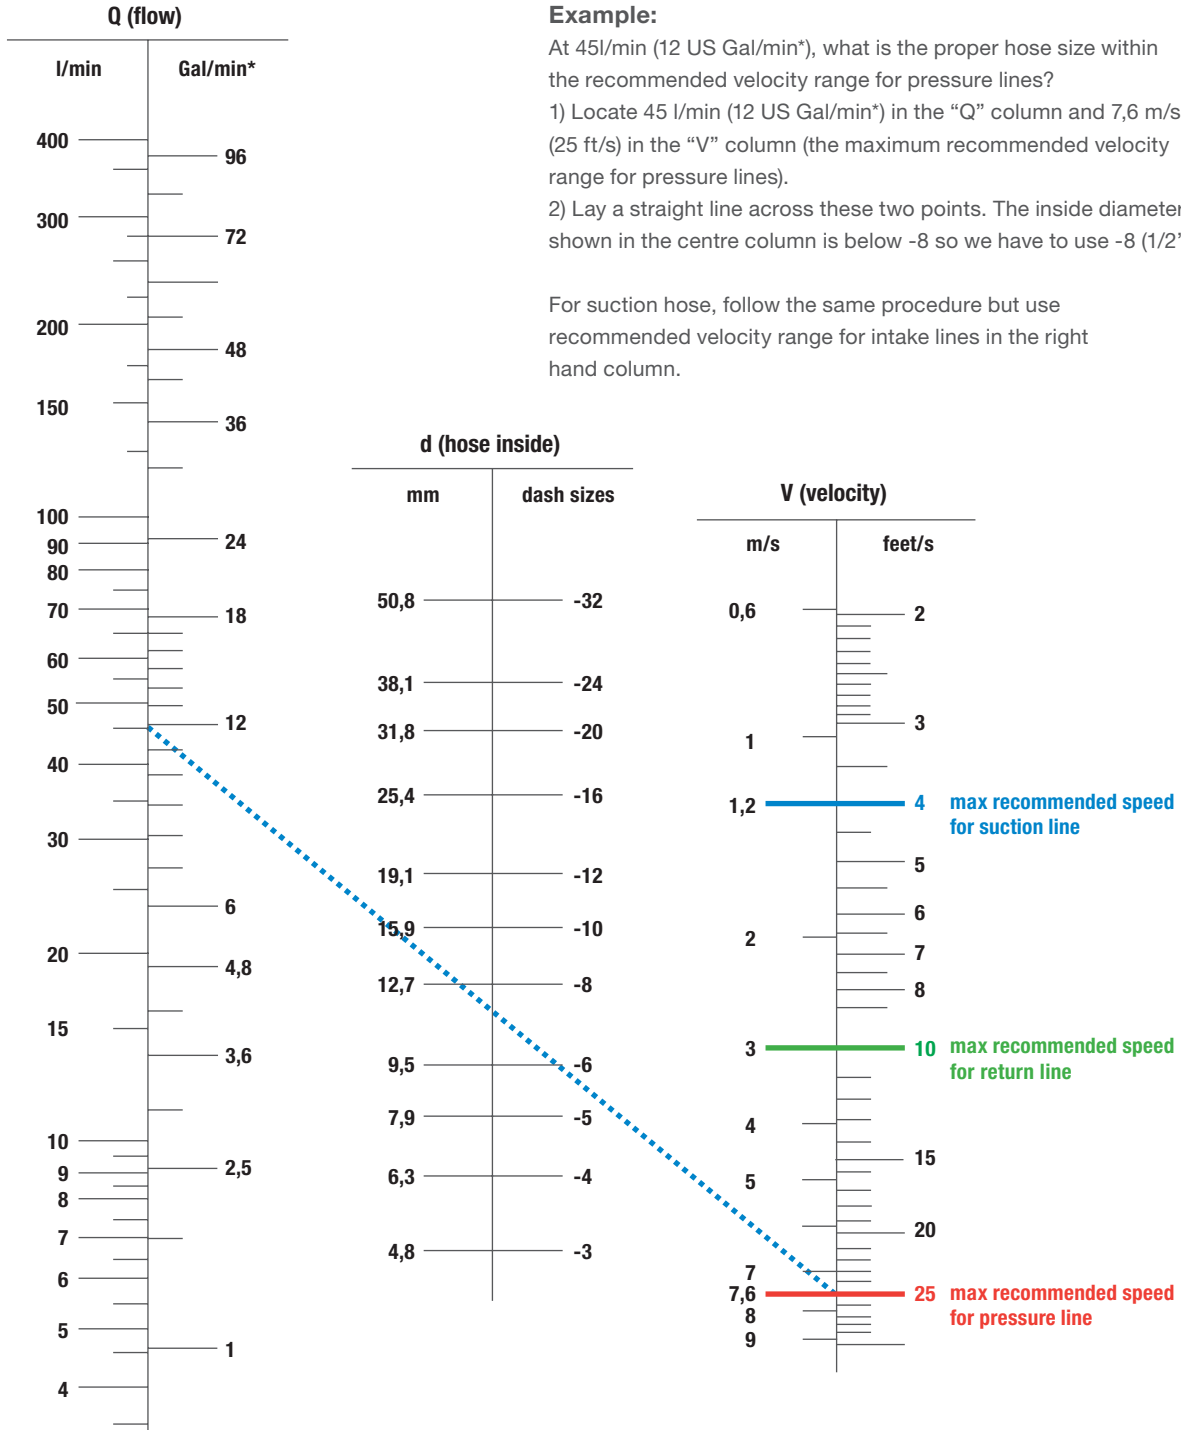 Q (flow)
l/min Gal/min*
400
96
300
72
200
48
150
36
100
24
90
80
70
18
60
50
12
40
30
6
20
4,8
15
3,6
10
2,5
9
8
7
6
5
1
4
Example:
At 45l/min (12 US Gal/min*), what is the proper hose size within
the recommended velocity range for pressure lines?
1) Locate 45 l/min (12 US Gal/min*) in the “Q” column and 7,6 m/s
(25 ft/s) in the “V” column (the maximum recommended velocity
range for pressure lines).
2) Lay a straight line across these two points. The inside diameter
shown in the centre column is below -8 so we have to use -8 (1/2”
For suction hose, follow the same procedure but use
recommended velocity range for intake lines in the right
hand column.
d (hose inside)
mm dash sizes
50,8 -32
38,1 -24
31,8 -20
25,4 -16
19,1 -12
15,9 -10
12,7 -8
9,5 -6
7,9 -5
6,3 -4
4,8 -3
V (velocity)
m/s feet/s
0,6 2
3
1
1,2 4 max recommended speed
for suction line
5
6
2
7
8
3 10 max recommended speed
for return line
4
15
5
20
7
7,6 25 max recommended speed
for pressure line
8
9